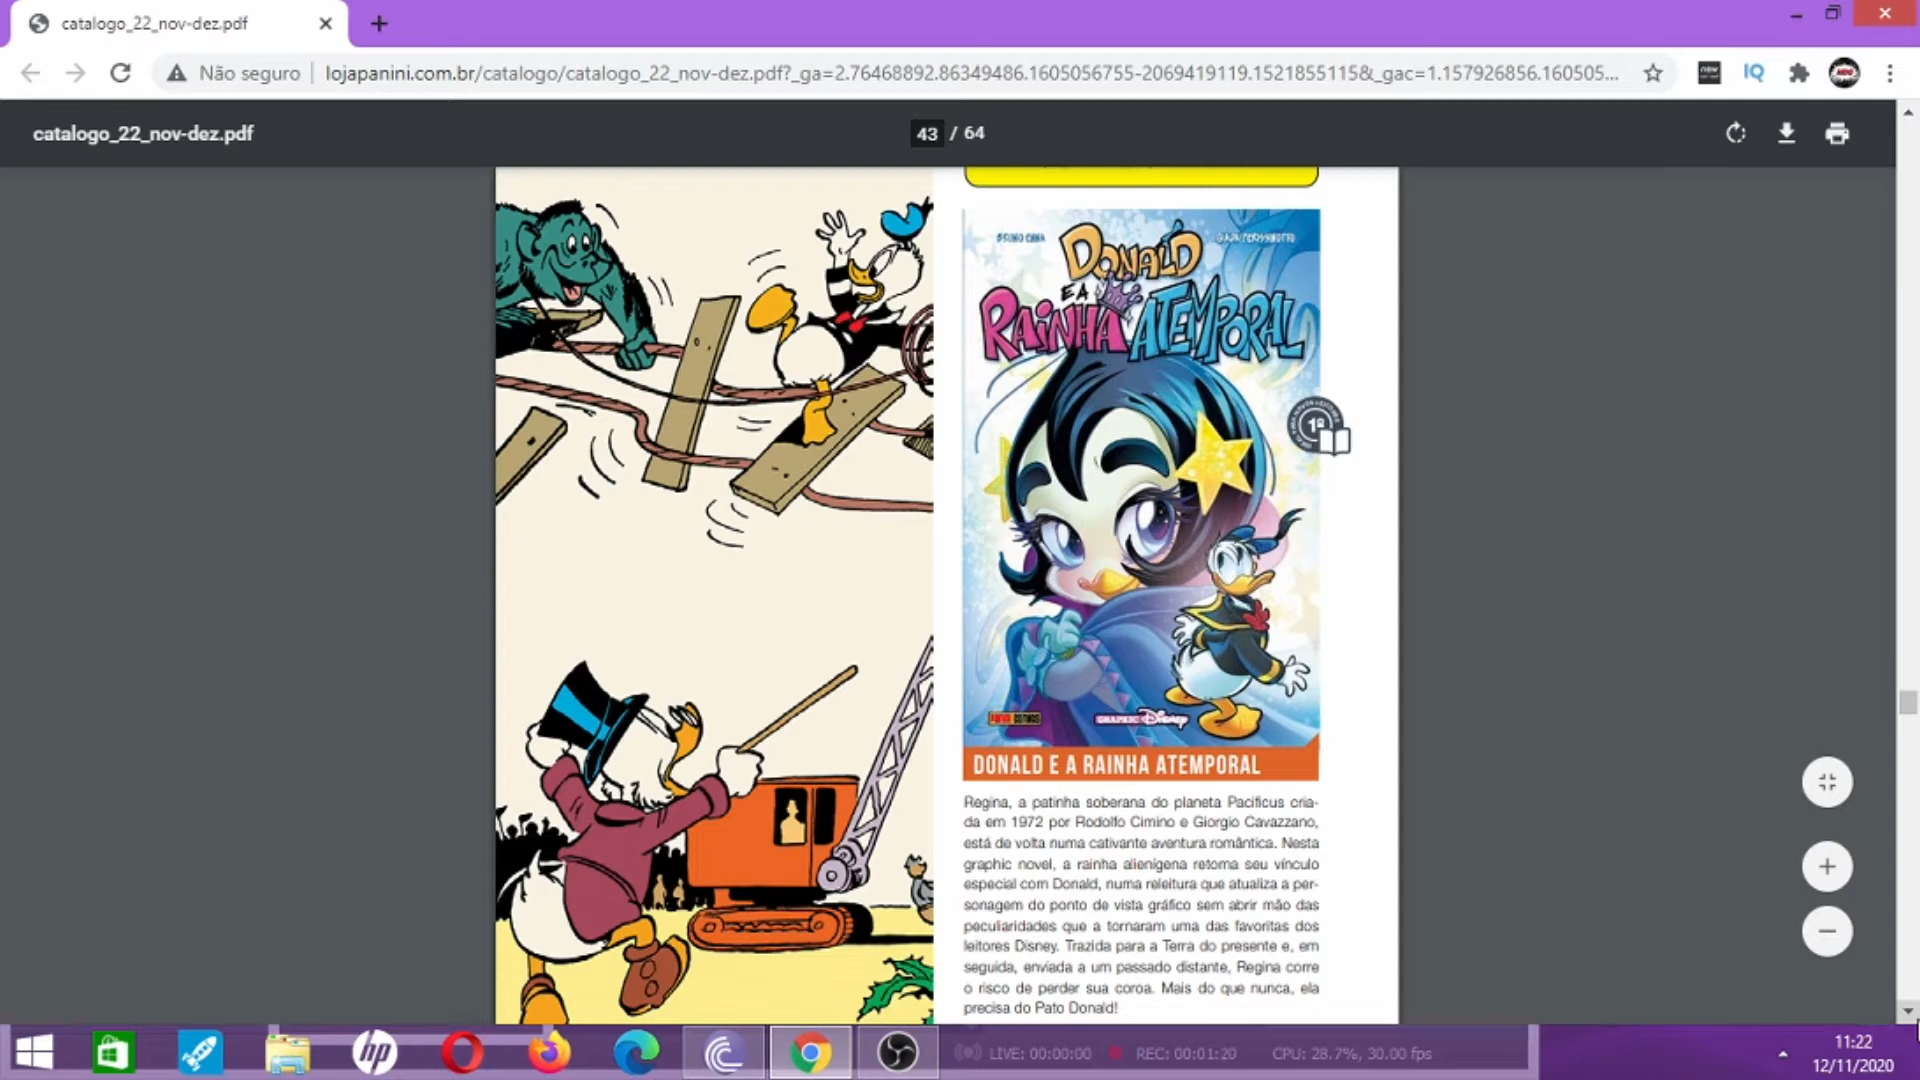 catalogo_22_nov-dez.pdf
Não seguro
lojapanini.com.br/catalogo/catalogo_22_nov-dez.pdf?_ga=2.76468892.86349486.1605056755-2069419119.1521855115&_gac=1.157926856.160505...
IQ
catalogo_22_nov-dez.pdf
43 / 64
DONALD
E A
RAINHA ATEMPORAL
1º
PANINI COMICS
GRAPHIC Disney
DONALD E A RAINHA ATEMPORAL
Regina, a patinha soberana do planeta Pacificus cria-
da em 1972 por Rodolfo Cimino e Giorgio Cavazzano,
está de volta numa cativante aventura romântica. Nesta
graphic novel, a rainha alienígena retoma seu vínculo
especial com Donald, numa releitura que atualiza a per-
sonagem do ponto de vista gráfico sem abrir mão das
peculiaridades que a tornaram uma das favoritas dos
leitores Disney. Trazida para a Terra do presente e, em
seguida, enviada a um passado distante, Regina corre
o risco de perder sua coroa. Mais do que nunca, ela
precisa do Pato Donald!
hp
LIVE: 00:00:00
REC: 00:01:20
CPU: 28.7%, 30.00 fps
11:22
12/11/2020